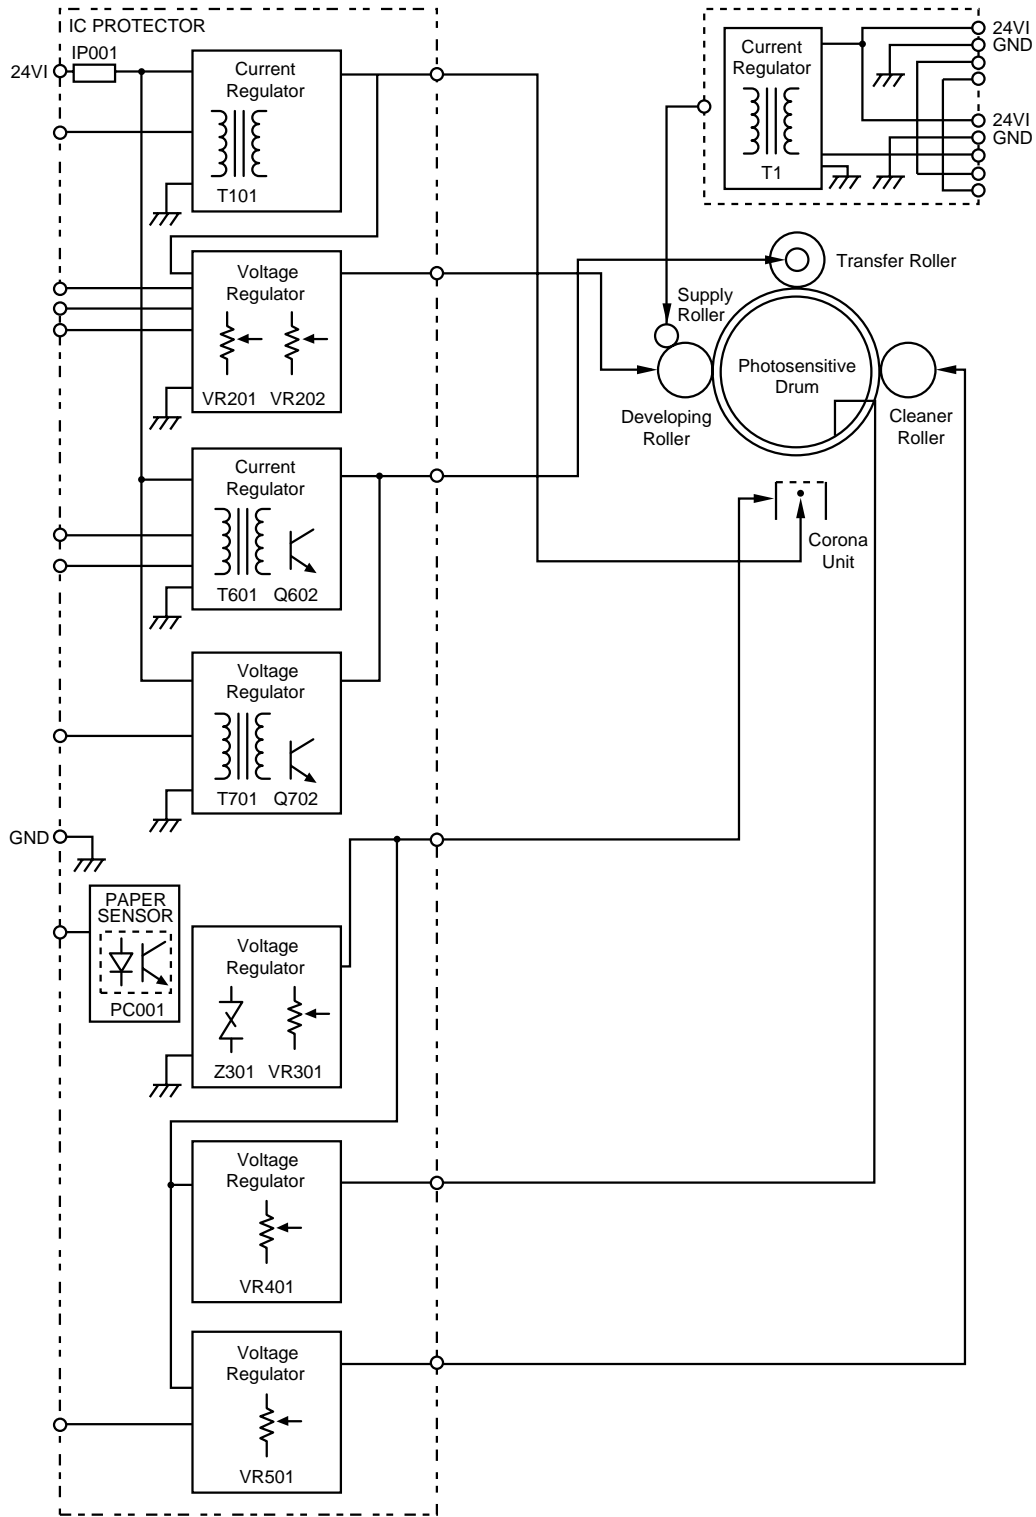 IC PROTECTOR
IP001
24VI
Current
Regulator
T101
Voltage
Regulator
VR201 VR202
Current
Regulator
T601 Q602
Voltage
Regulator
T701 Q702
GND
PAPER
SENSOR
PC001
Voltage
Regulator
Z301 VR301
Voltage
Regulator
VR401
Voltage
Regulator
VR501
Current
Regulator
T1
24VI
GND
24VI
GND
Transfer Roller
Supply
Roller
Photosensitive
Drum
Developing
Roller
Cleaner
Roller
Corona
Unit